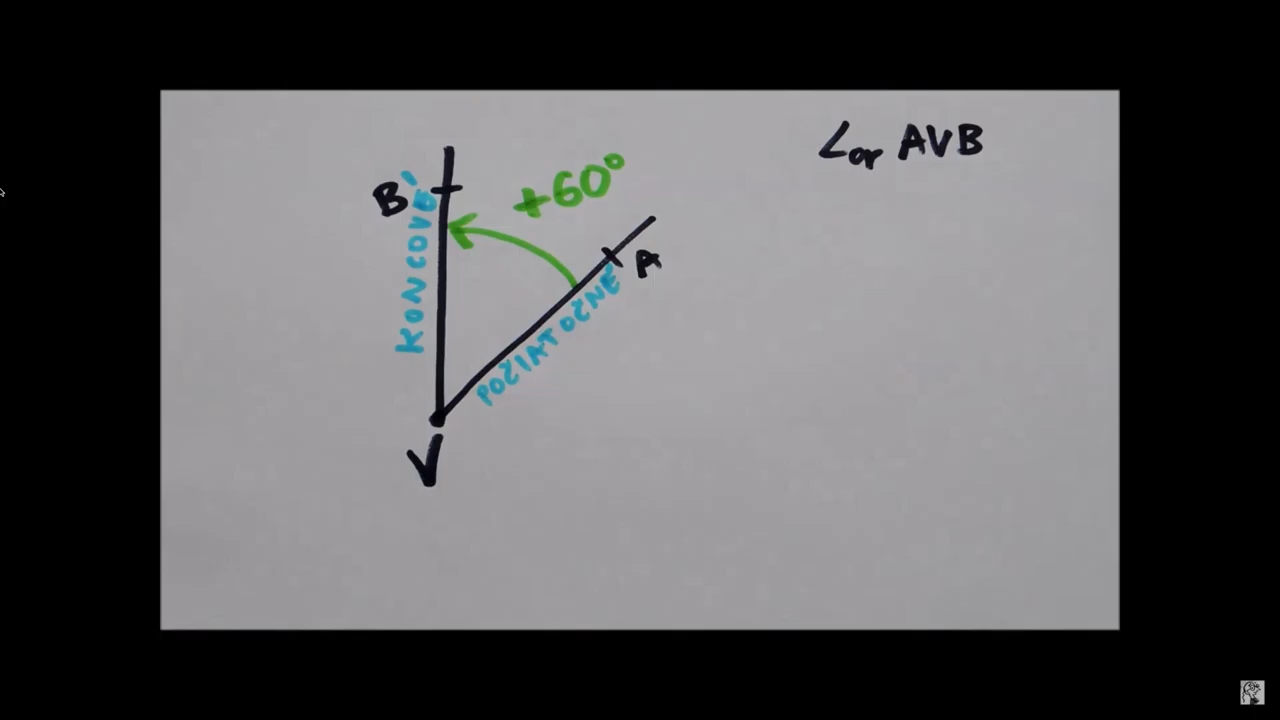 ∠or AVB
+60°
B
KONCOVÉ
A
POČIATOČNÉ
V